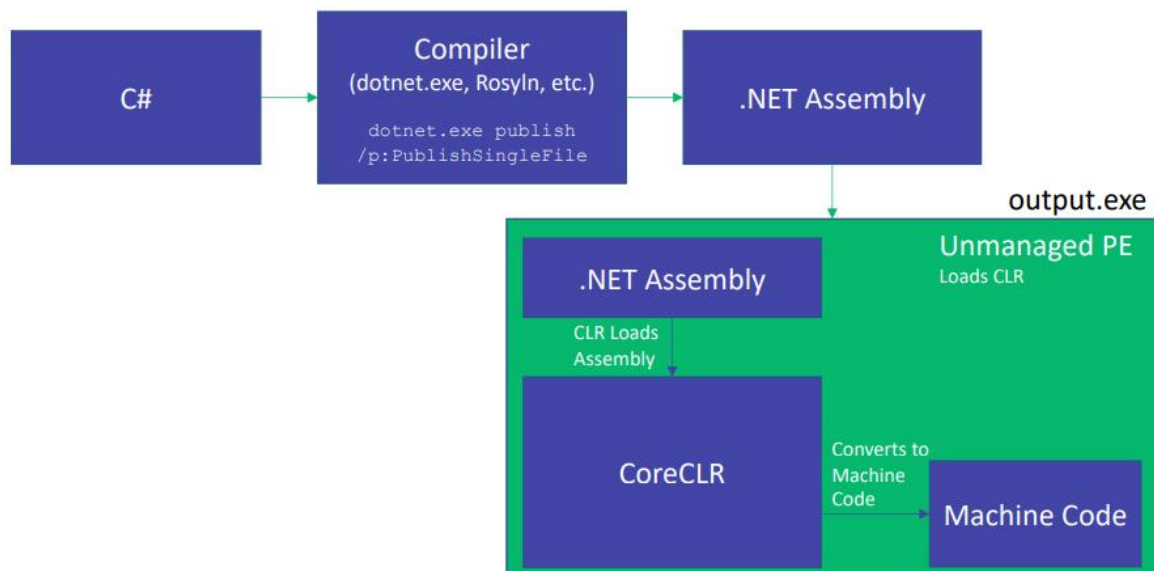 C#
Compiler
(dotnet.exe, Rosyln, etc.)
dotnet.exe publish
/p:PublishSingleFile
.NET Assembly
output.exe
Unmanaged PE
Loads CLR
.NET Assembly
CLR Loads
Assembly
CoreCLR
Converts to
Machine
Code
Machine Code